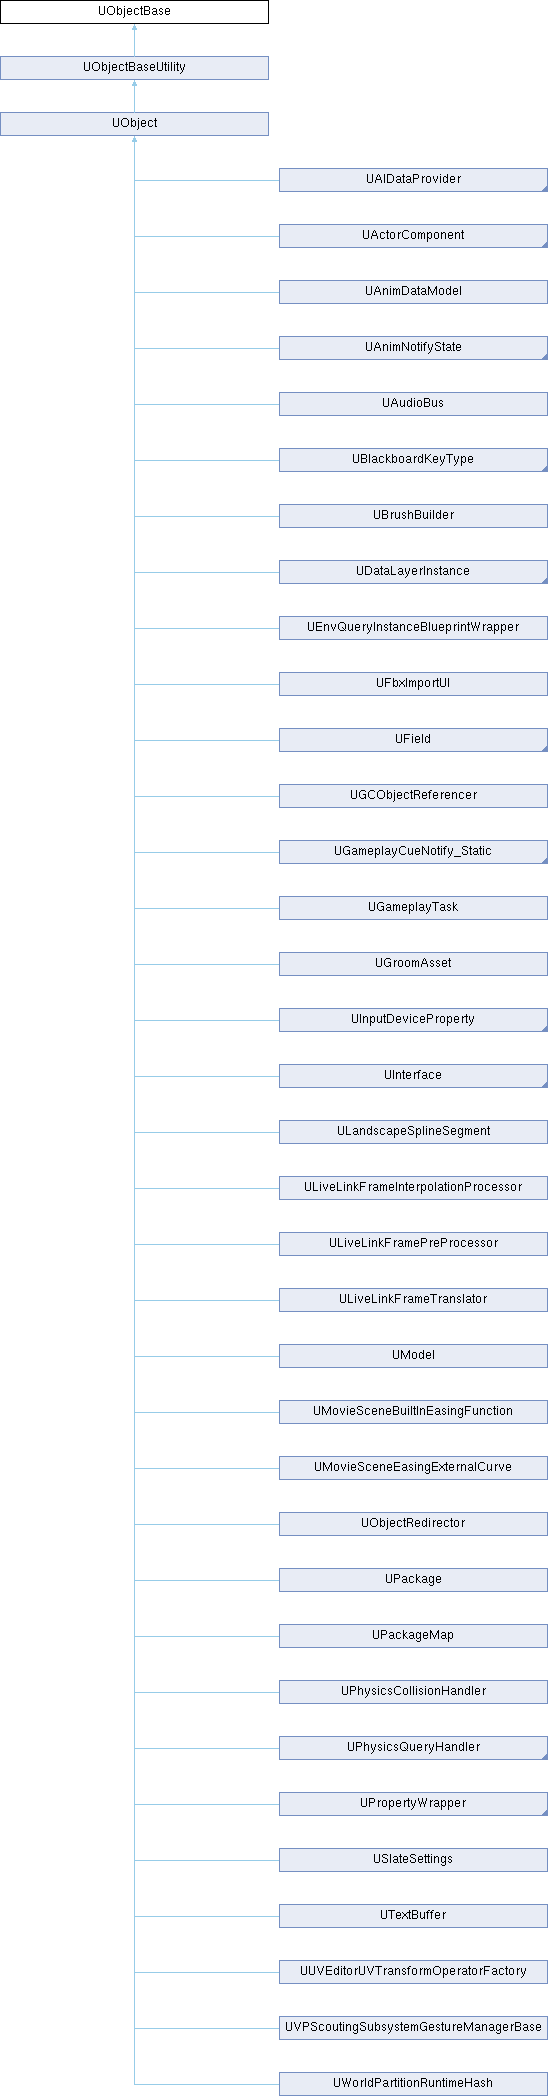 UObjectBase
UObjectBaseUtility
UObject
UAIDataProvider
UActorComponent
UAnimDataModel
UAnimNotifyState
UAudioBus
UBlackboardKeyType
UBrushBuilder
UDataLayerInstance
UEnvQueryInstanceBlueprintWrapper
UFbxImportUI
UField
UGCObjectReferencer
UGameplayCueNotify_Static
UGameplayTask
UGroomAsset
UInputDeviceProperty
UInterface
ULandscapeSplineSegment
ULiveLinkFrameInterpolationProcessor
ULiveLinkFramePreProcessor
ULiveLinkFrameTranslator
UModel
UMovieSceneBuiltInEasingFunction
UMovieSceneEasingExternalCurve
UObjectRedirector
UPackage
UPackageMap
UPhysicsCollisionHandler
UPhysicsQueryHandler
UPropertyWrapper
USlateSettings
UTextBuffer
UUVEditorUVTransformOperatorFactory
UVPScoutingSubsystemGestureManagerBase
UWorldPartitionRuntimeHash